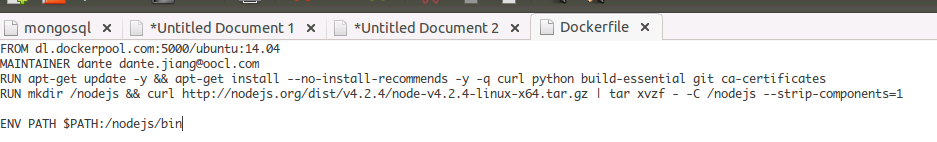 mongosql
*Untitled Document 1
*Untitled Document 2
Dockerfile
FROM dl.dockerpool.com:5000/ubuntu:14.04
MAINTAINER dante dante.jiang@oocl.com
RUN apt-get update -y && apt-get install --no-install-recommends -y -q curl python build-essential git ca-certificates
RUN mkdir /nodejs && curl http://nodejs.org/dist/v4.2.4/node-v4.2.4-linux-x64.tar.gz | tar xvzf - -C /nodejs --strip-components=1
ENV PATH $PATH:/nodejs/bin